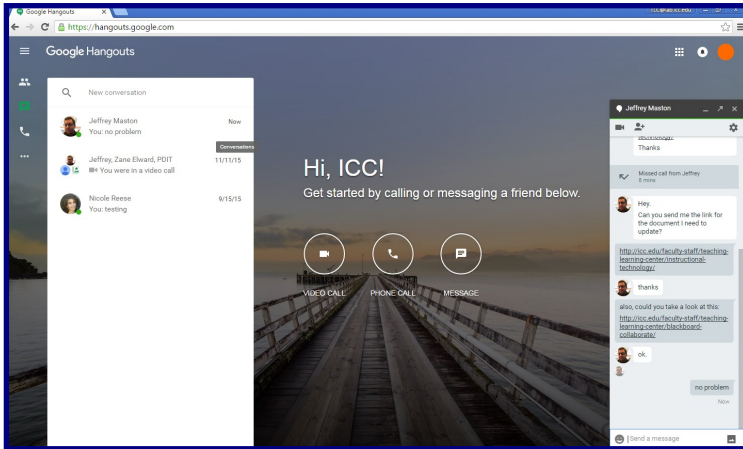 Google Hangouts
https://hangouts.google.com
Google Hangouts
New conversation
Jeffrey Maston
Now
You: no problem
Conversations
Jeffrey, Zane Elward, PDIT
11/11/15
You were in a video call
Nicole Reese
9/15/15
You: testing
Hi, ICC!
Get started by calling or messaging a friend below.
VIDEO CALL
PHONE CALL
MESSAGE
Jeffrey Maston
technology/
Thanks
Missed call from Jeffrey
8 mins
Hey.
Can you send me the link for
the document I need to
update?
http://icc.edu/faculty-staff/teaching-
learning-center/instructional-
technology/
thanks
also, could you take a look at this:
http://icc.edu/faculty-staff/teaching-
learning-center/blackboard-
collaborate/
ok.
no problem
Now
Send a message